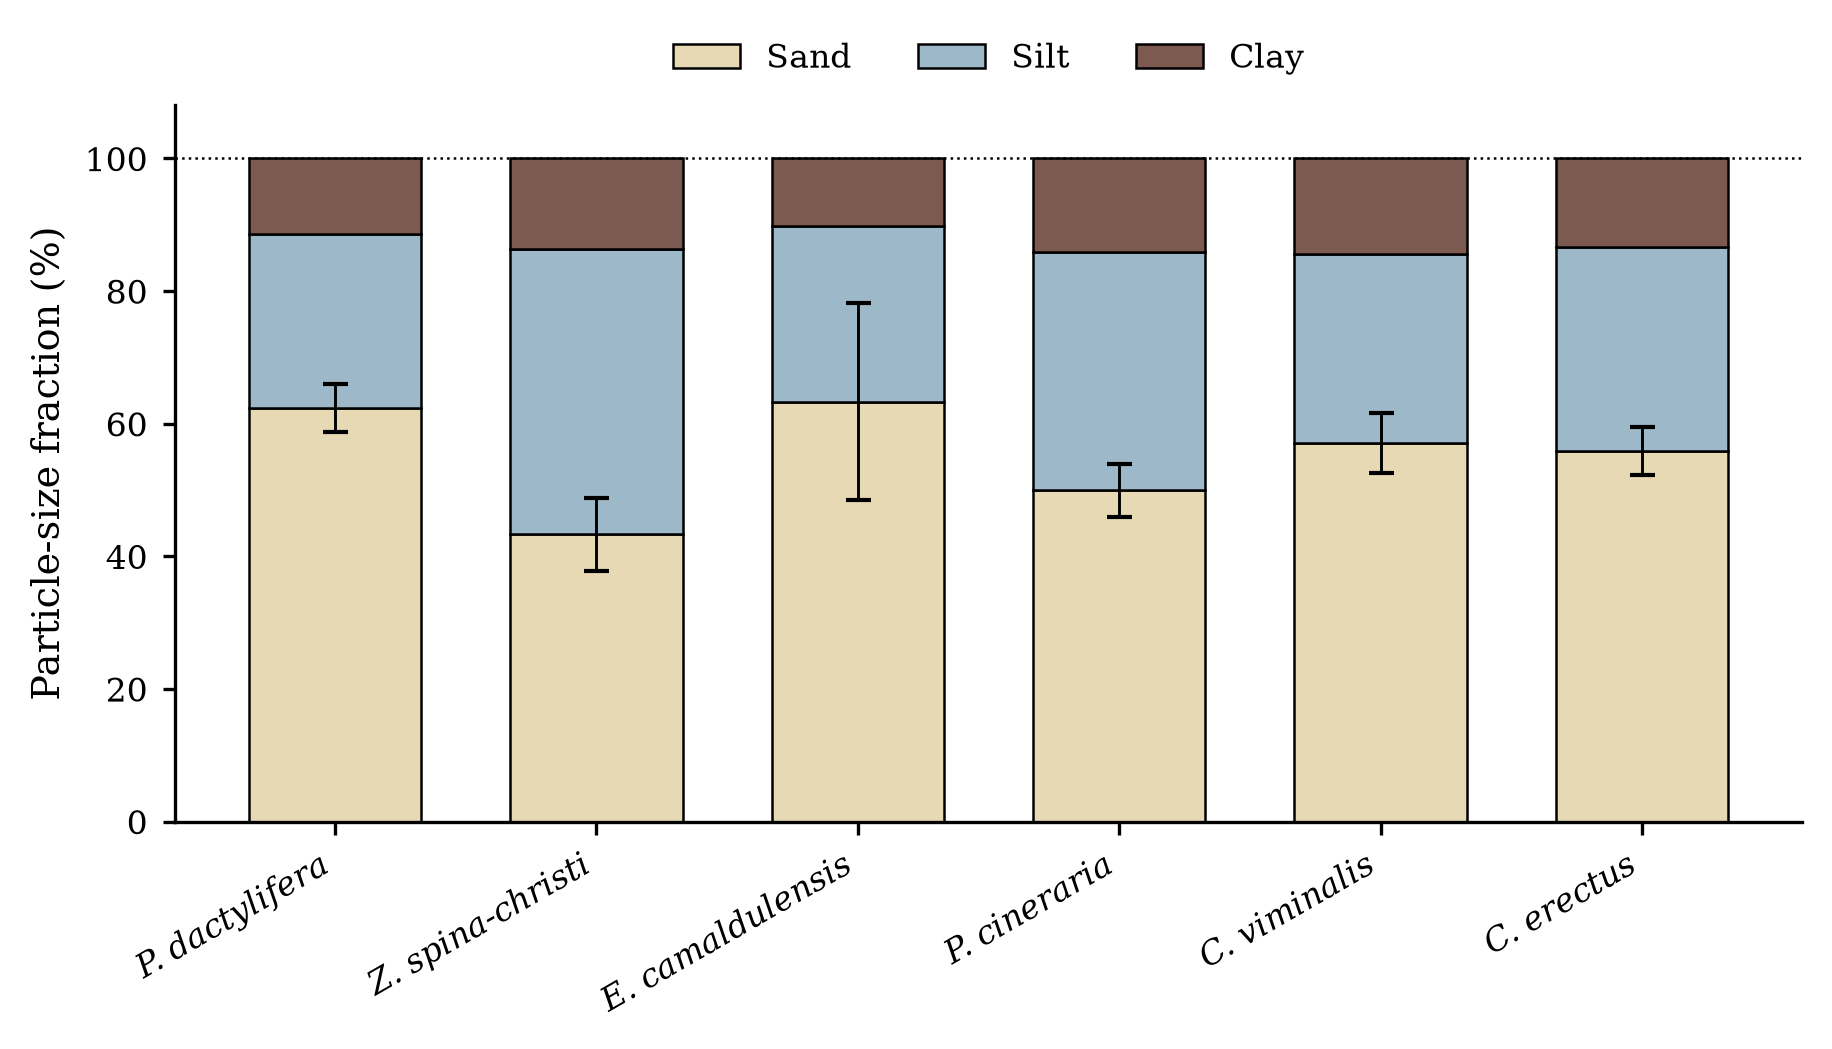 Sand Silt Clay
Particle-size fraction (%)
100
80
60
40
20
0
P. dactylifera
Z. spina-christi
E. camaldulensis
P. cineraria
C. viminalis
C. erectus